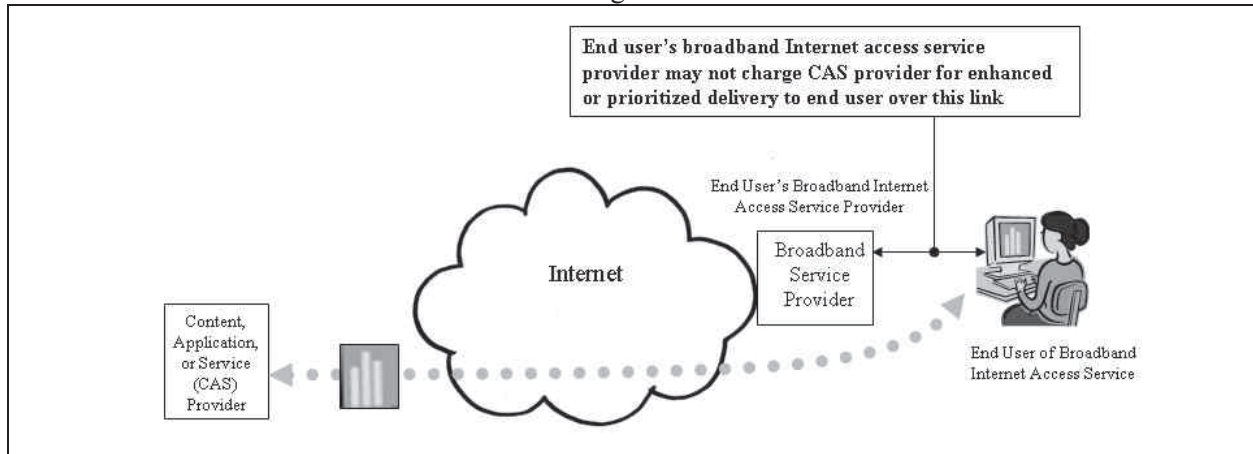 End user's broadband Internet access service
provider may not charge CAS provider for enhanced
or prioritized delivery to end user over this link
End User's Broadband Internet
Access Service Provider
Broadband
Service
Provider
Internet
Content,
Application,
or Service
(CAS)
Provider
End User of Broadband
Internet Access Service